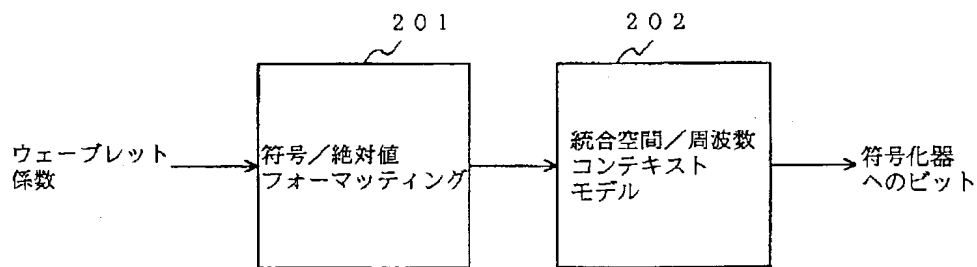 ２０１
２０２
ウェーブレット
係数
符号／絶対値
フォーマッティング
統合空間／周波数
コンテキスト
モデル
符号化器
へのビット